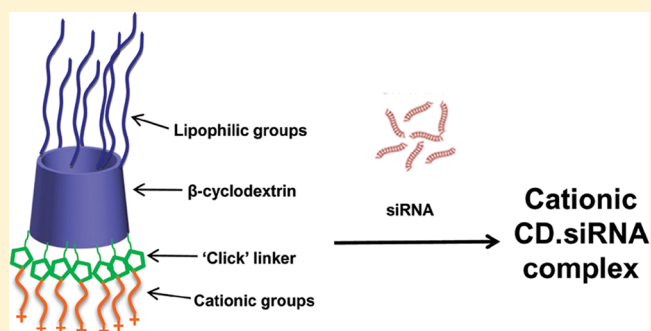 Lipophilic groups
β-cyclodextrin
'Click' linker
Cationic groups
siRNA
Cationic
CD.siRNA
complex